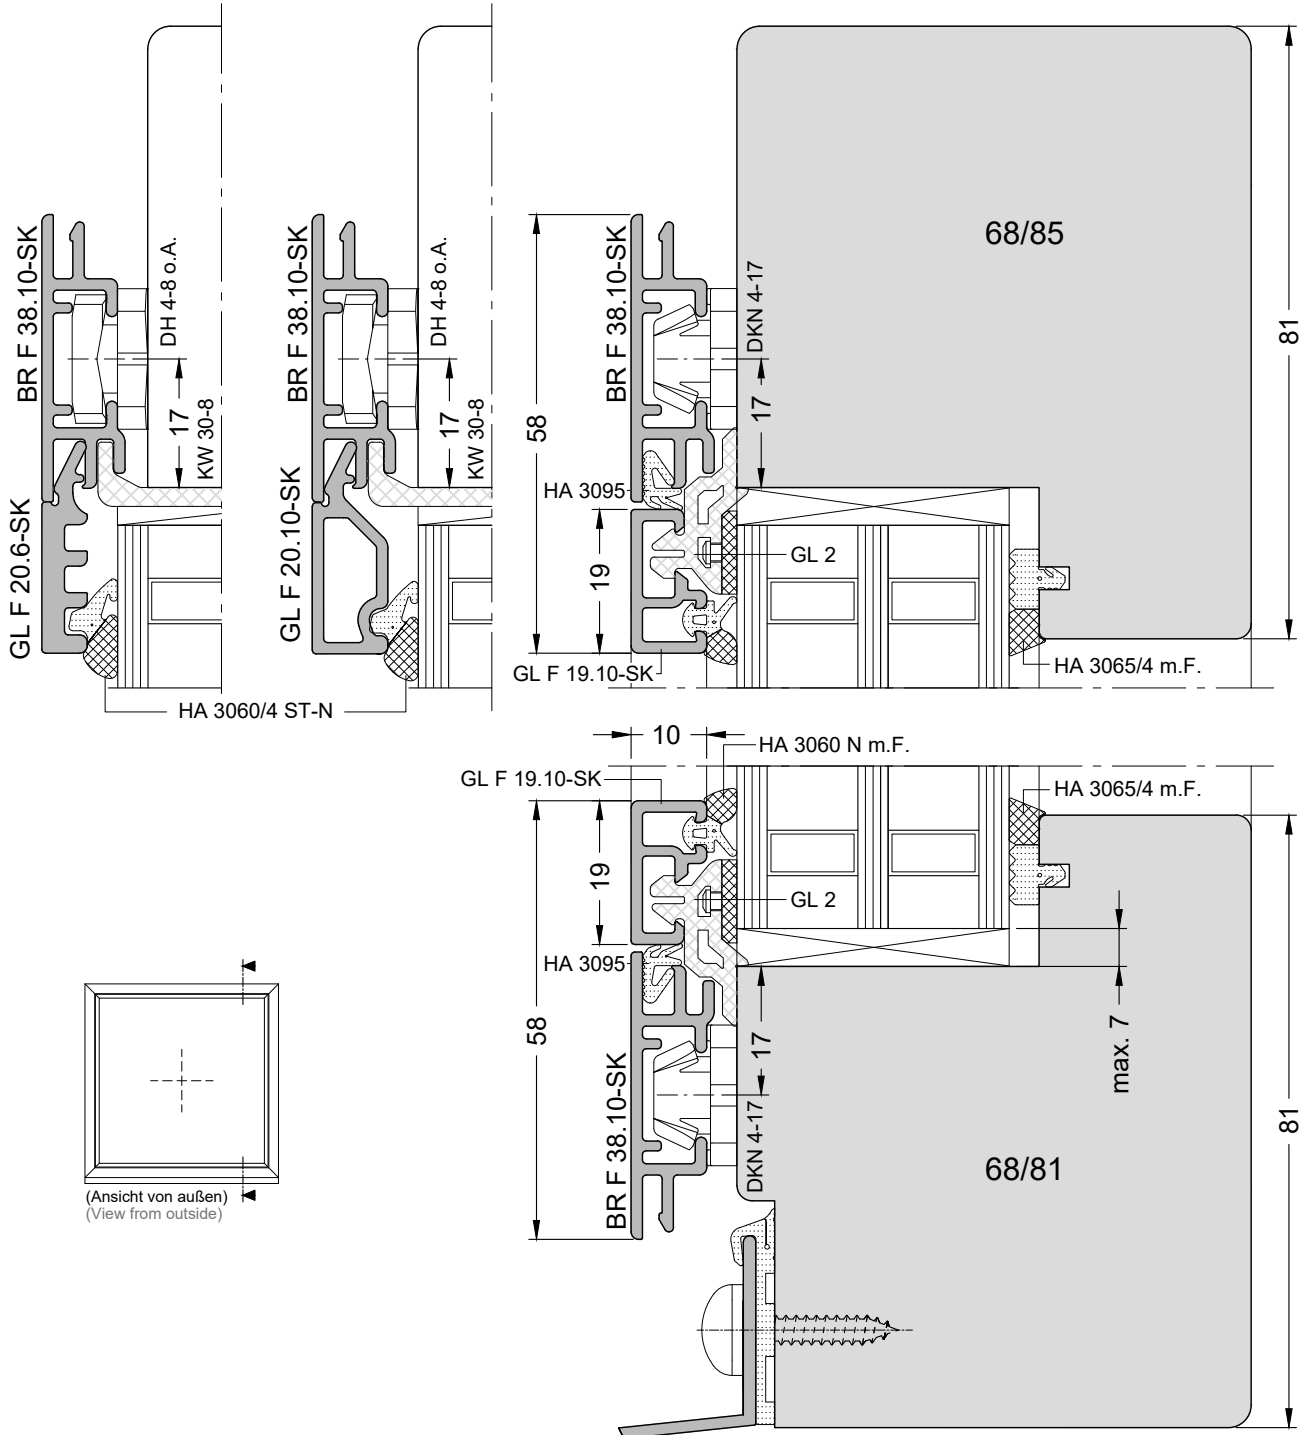 BR F 38.10-SK
DH 4-8 o.A.
17
KW 30-8
GL F 20.6-SK
BR F 38.10-SK
DH 4-8 o.A.
17
KW 30-8
GL F 20.10-SK
HA 3060/4 ST-N
58
BR F 38.10-SK
DKN 4-17
17
68/85
81
HA 3095
GL 2
19
GL F 19.10-SK
HA 3065/4 m.F.
10
HA 3060 N m.F.
GL F 19.10-SK
HA 3065/4 m.F.
19
GL 2
HA 3095
58
17
max. 7
BR F 38.10-SK
DKN 4-17
68/81
81
(Ansicht von außen)
(View from outside)